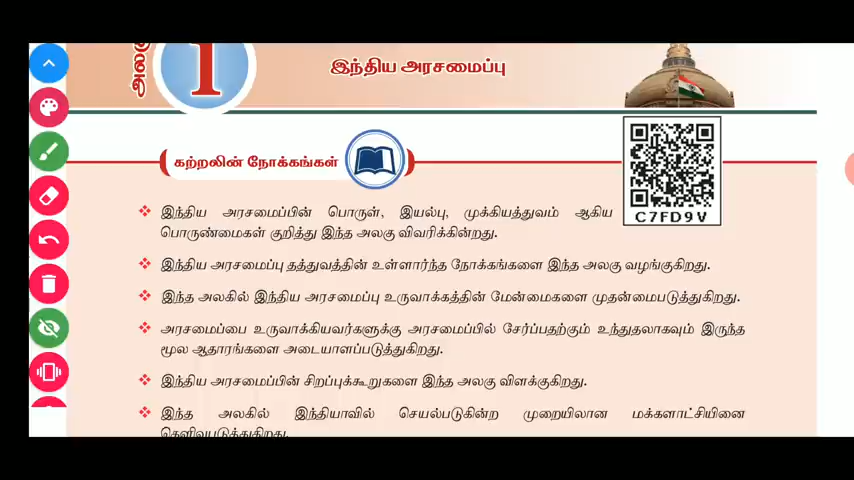 அலகு
1
இந்திய அரசமைப்பு
கற்றலின் நோக்கங்கள்
C7FD9V
❖ இந்திய அரசமைப்பின் பொருள், இயல்பு, முக்கியத்துவம் ஆகிய
பொருண்மைகள் குறித்து இந்த அலகு விவரிக்கின்றது.
❖ இந்திய அரசமைப்பு தத்துவத்தின் உள்ளார்ந்த நோக்கங்களை இந்த அலகு வழங்குகிறது.
❖ இந்த அலகில் இந்திய அரசமைப்பு உருவாக்கத்தின் மேன்மைகளை முதன்மைபடுத்துகிறது.
❖ அரசமைப்பை உருவாக்கியவர்களுக்கு அரசமைப்பில் சேர்ப்பதற்கும் உந்துதலாகவும் இருந்த
மூல ஆதாரங்களை அடையாளப்படுத்துகிறது.
❖ இந்திய அரசமைப்பின் சிறப்புக்கூறுகளை இந்த அலகு விளக்குகிறது.
❖ இந்த அலகில் இந்தியாவில் செயல்படுகின்ற முறையிலான மக்களாட்சியினை
தெளிவுபடுத்துகிறது.